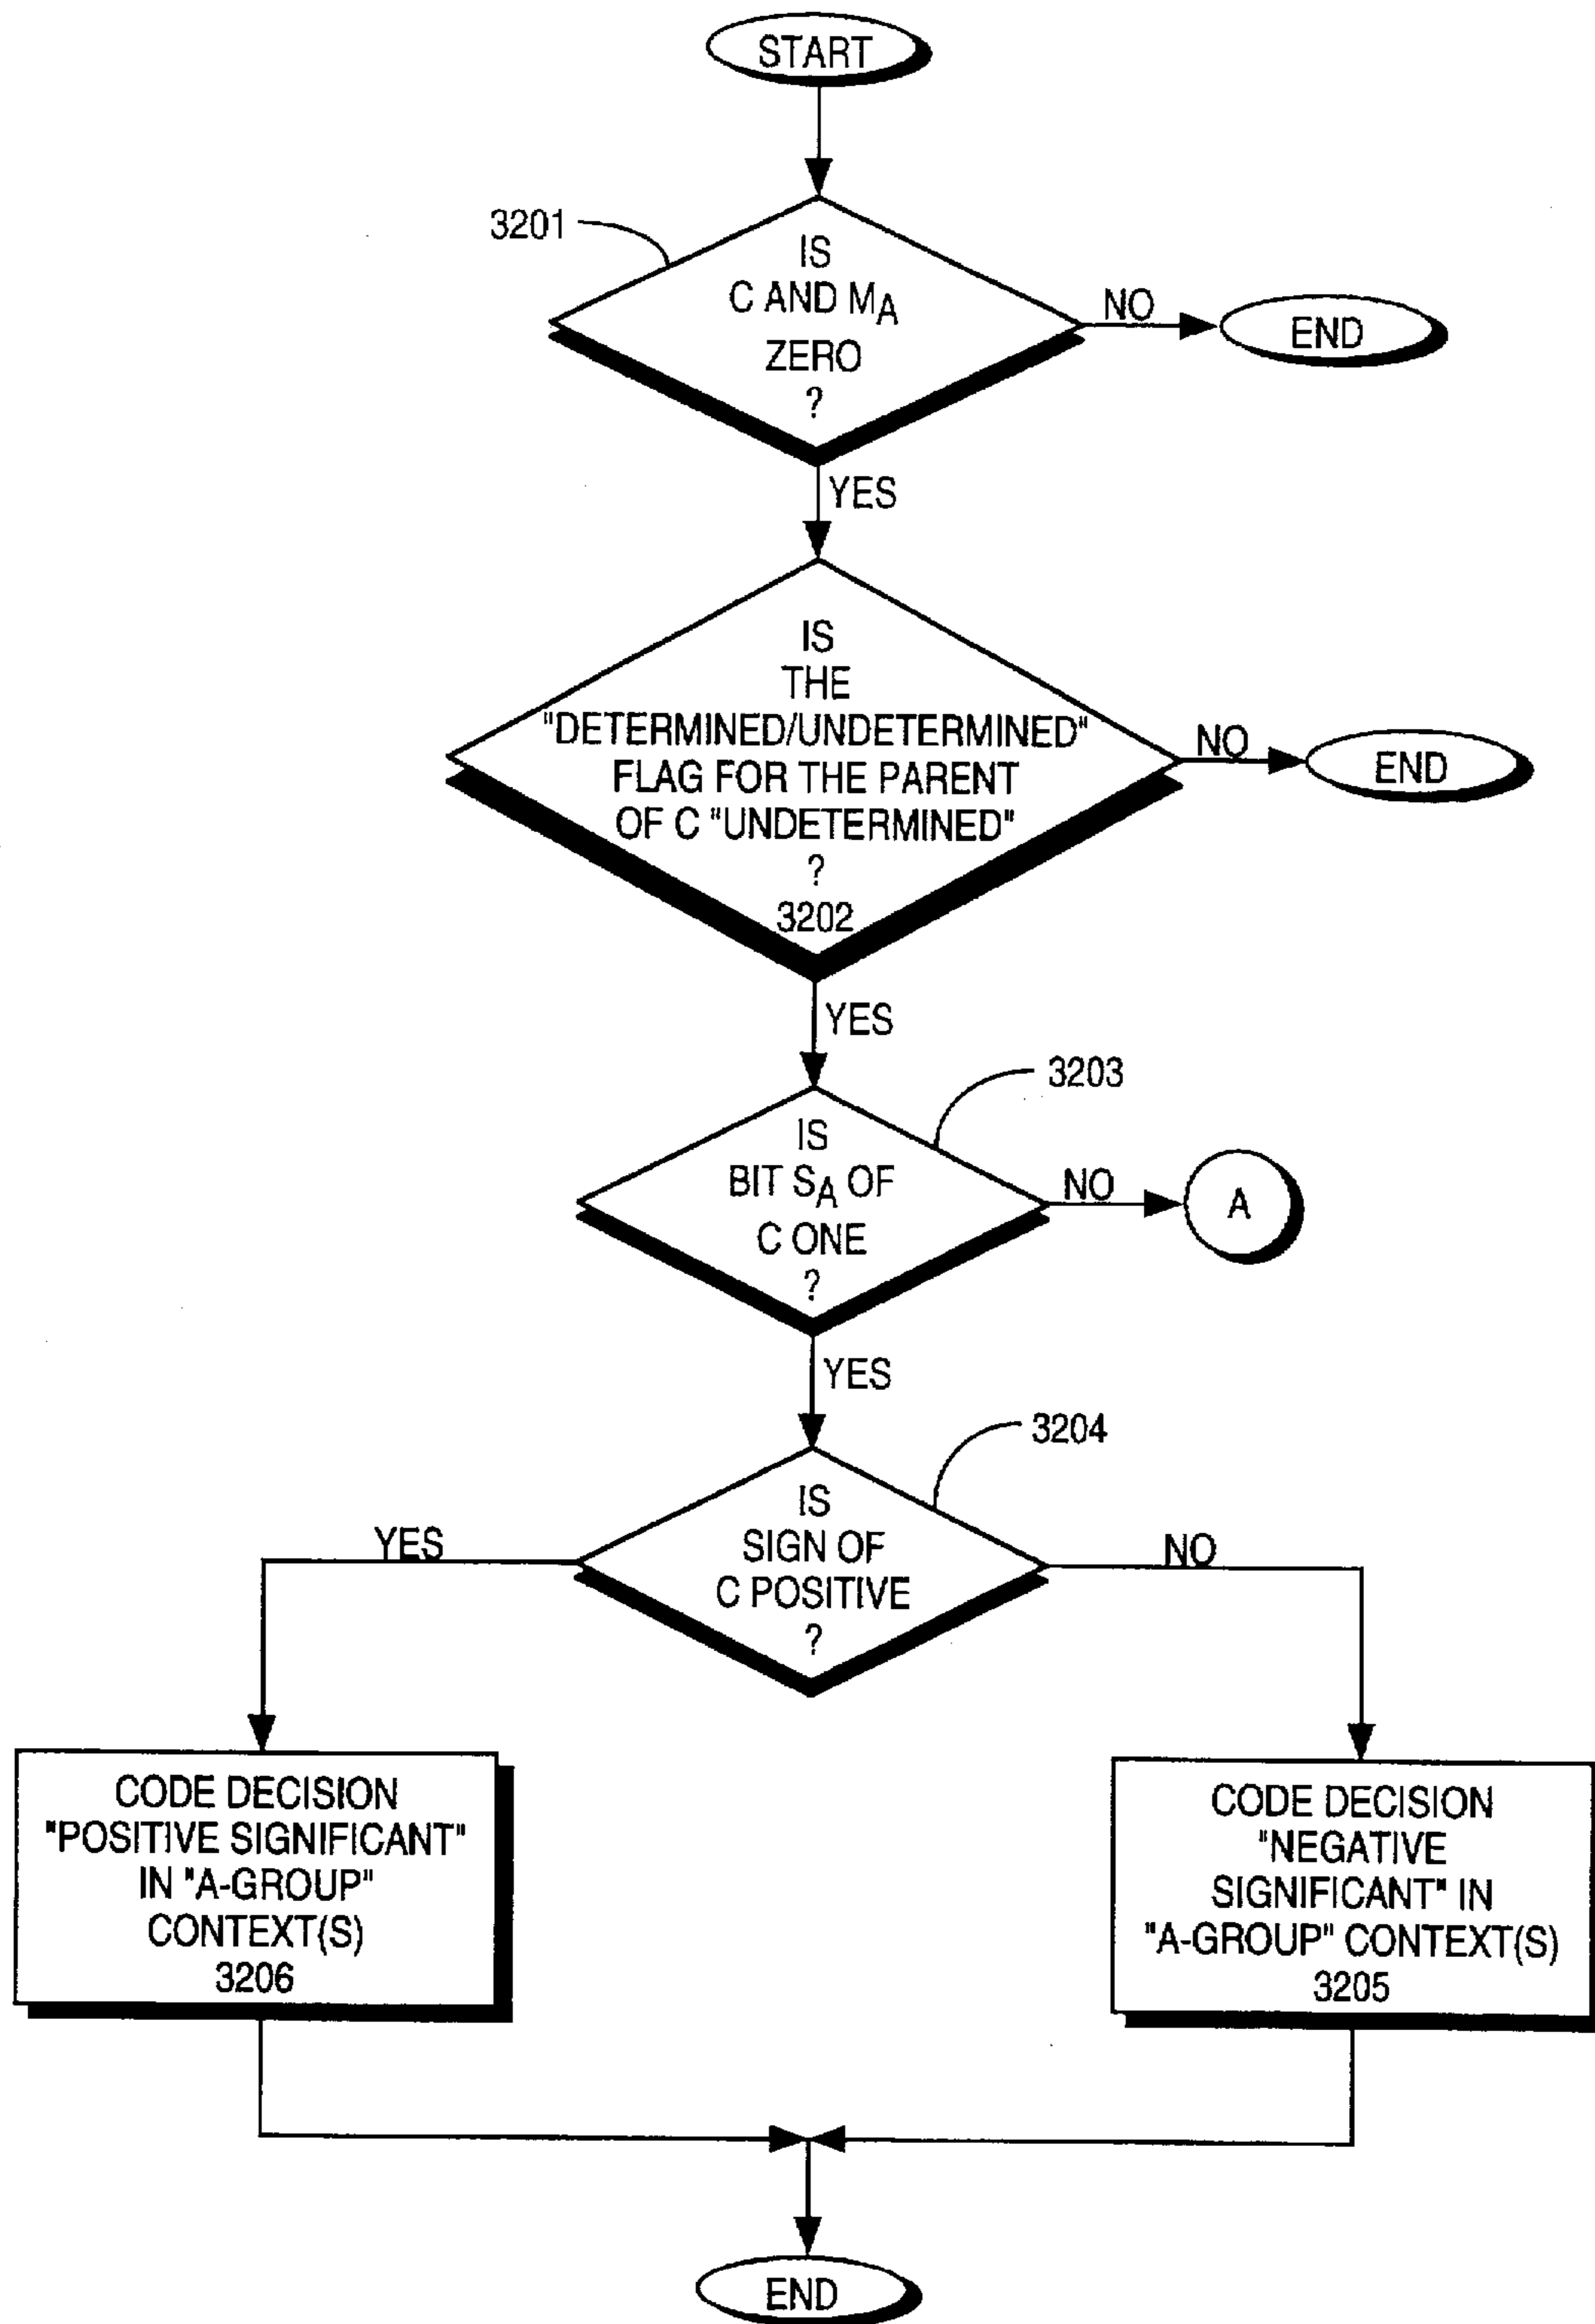 START
3201
IS
C AND MA
ZERO
?
NO
END
YES
IS
THE
"DETERMINED/UNDETERMINED"
FLAG FOR THE PARENT
OF C "UNDETERMINED"
?
3202
NO
END
YES
3203
IS
BIT SA OF
C ONE
?
NO
A
YES
3204
IS
SIGN OF
C POSITIVE
?
YES
NO
CODE DECISION
"POSITIVE SIGNIFICANT"
IN "A-GROUP"
CONTEXT(S)
3206
CODE DECISION
"NEGATIVE
SIGNIFICANT" IN
"A-GROUP" CONTEXT(S)
3205
END